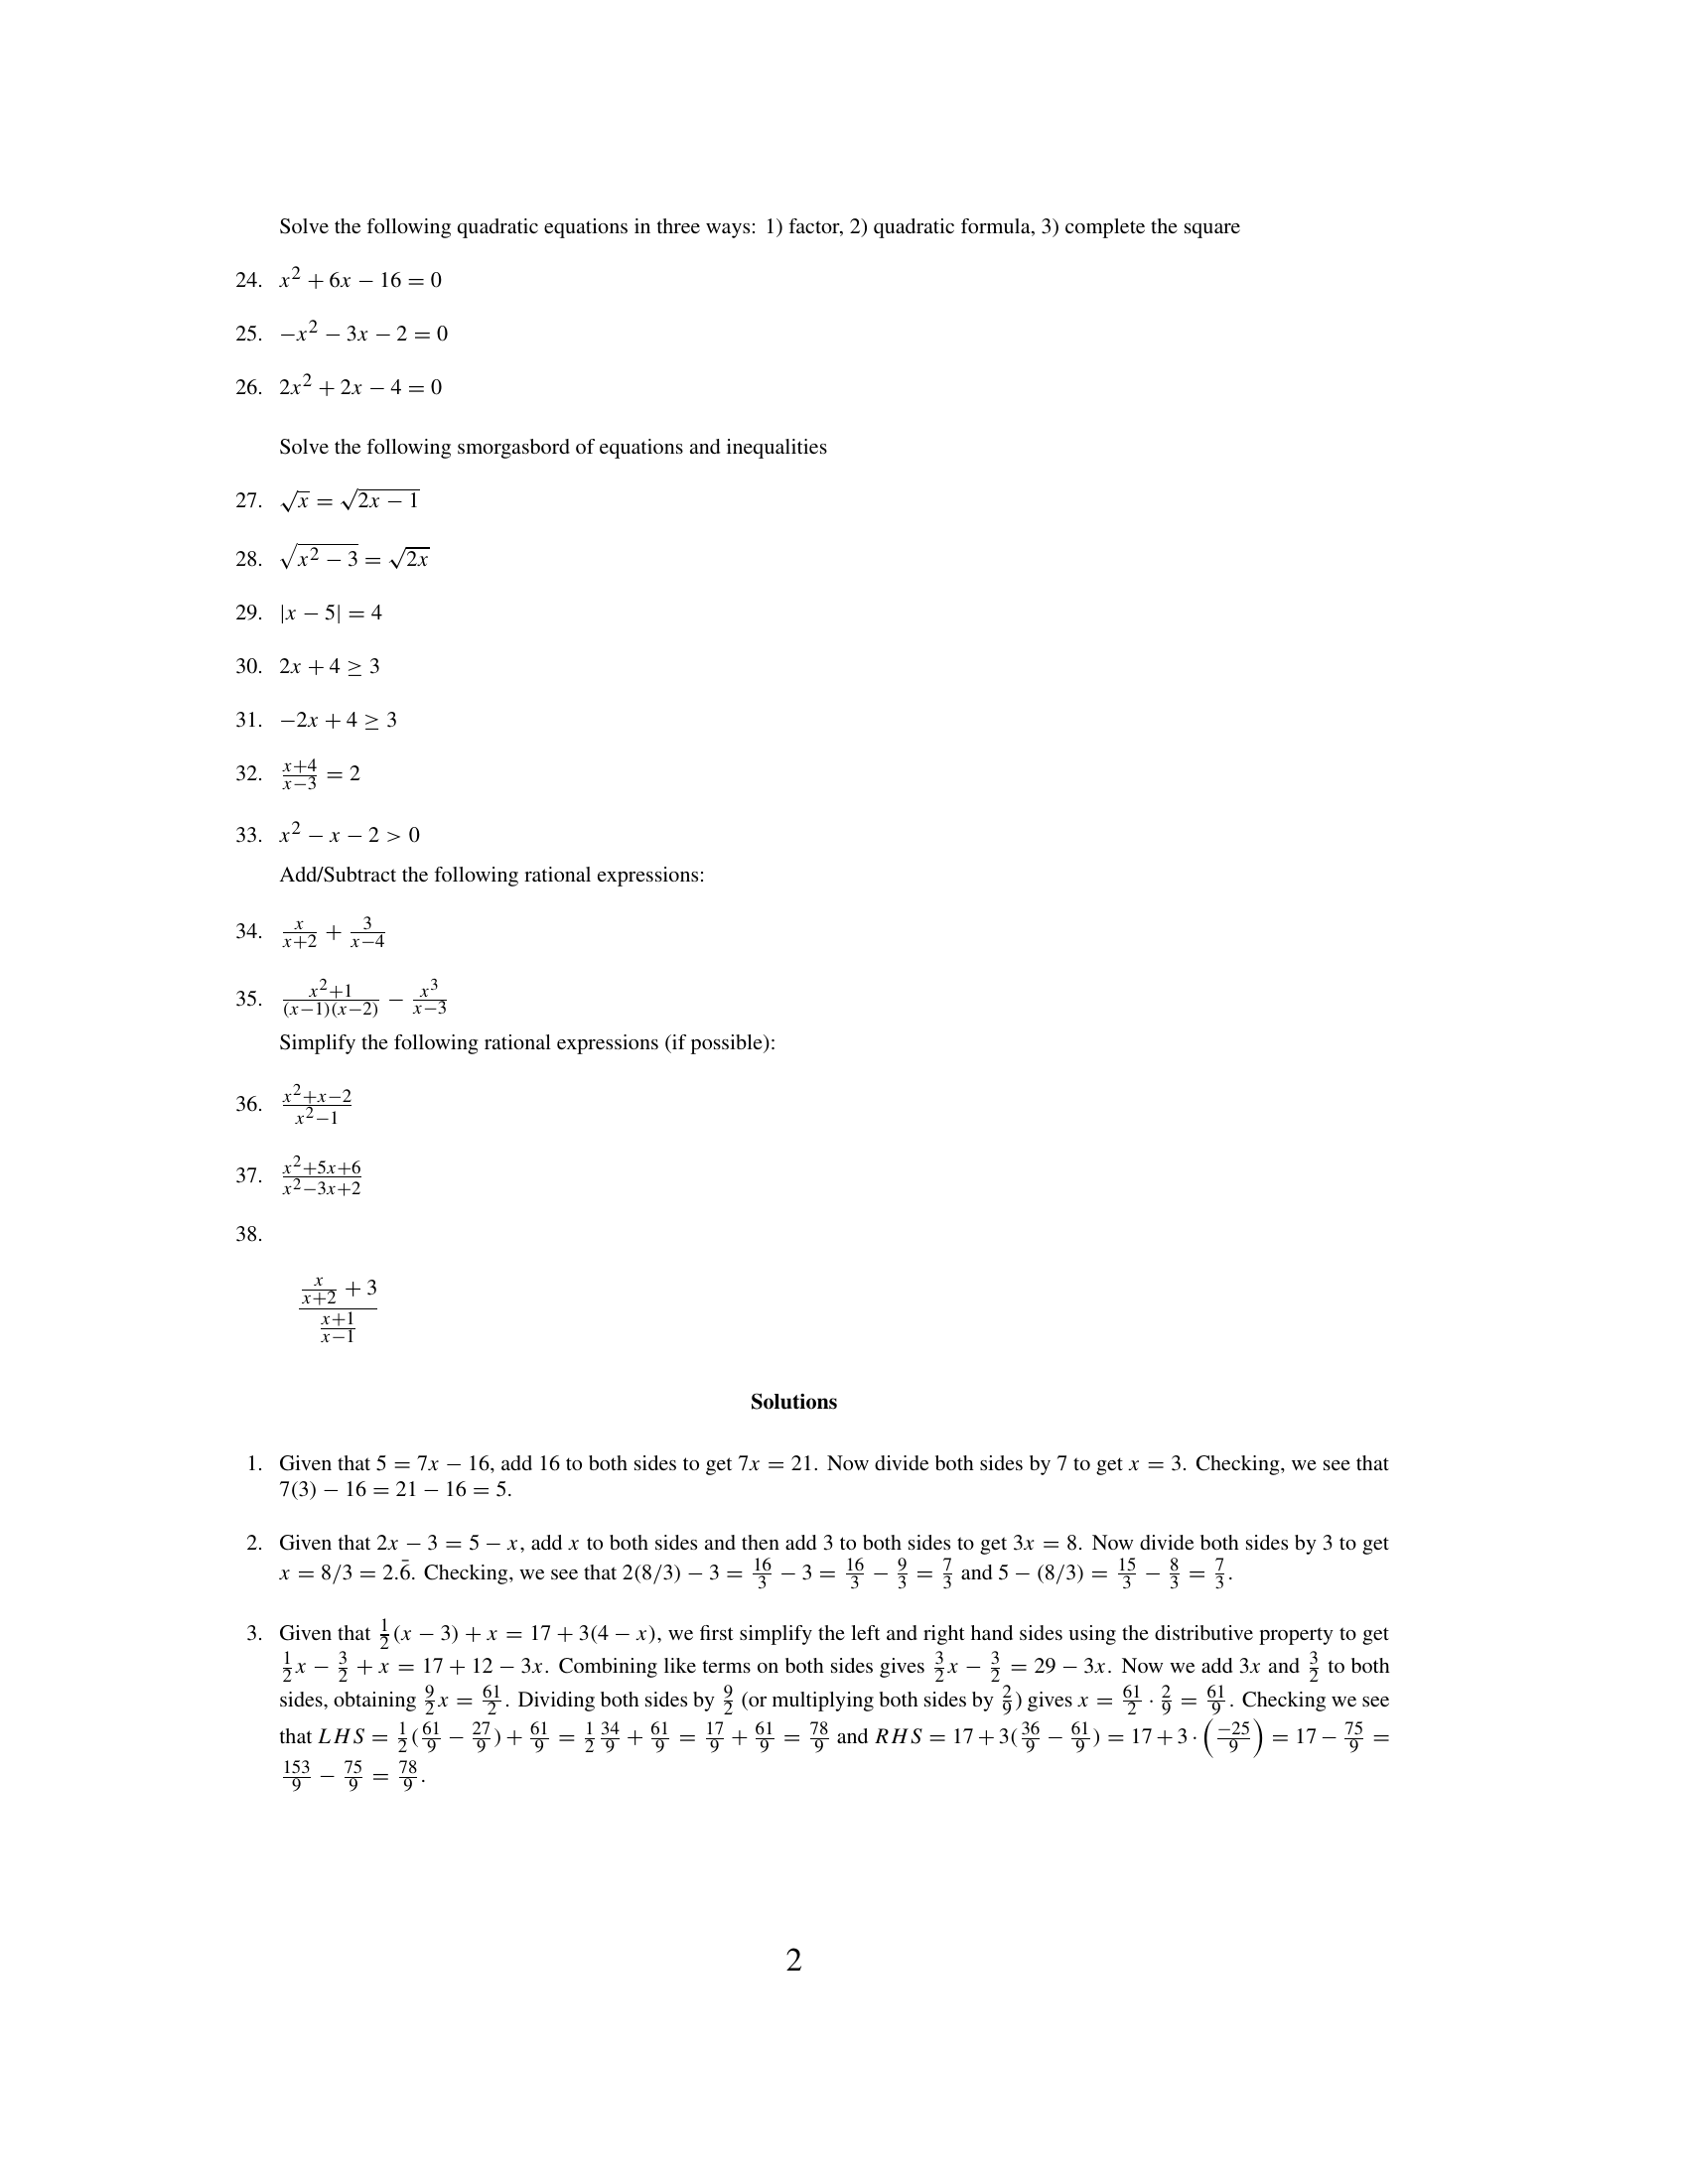 Solve the following quadratic equations in three ways: 1) factor, 2) quadratic formula, 3) complete the square
24. $x^2 + 6x - 16 = 0$
25. $-x^2 - 3x - 2 = 0$
26. $2x^2 + 2x - 4 = 0$
Solve the following smorgasbord of equations and inequalities
27. $\sqrt{x} = \sqrt{2x - 1}$
28. $\sqrt{x^2 - 3} = \sqrt{2x}$
29. $|x - 5| = 4$
30. $2x + 4 \geq 3$
31. $-2x + 4 \geq 3$
32. $\frac{x+4}{x-3} = 2$
33. $x^2 - x - 2 > 0$
Add/Subtract the following rational expressions:
34. $\frac{x}{x+2} + \frac{3}{x-4}$
35. $\frac{x^2+1}{(x-1)(x-2)} - \frac{x^3}{x-3}$
Simplify the following rational expressions (if possible):
36. $\frac{x^2+x-2}{x^2-1}$
37. $\frac{x^2+5x+6}{x^2-3x+2}$
38.
$\frac{\frac{x}{x+2} + 3}{\frac{x+1}{x-1}}$
Solutions
1. Given that $5 = 7x - 16$, add 16 to both sides to get $7x = 21$. Now divide both sides by 7 to get $x = 3$. Checking, we see that
$7(3) - 16 = 21 - 16 = 5$.
2. Given that $2x - 3 = 5 - x$, add $x$ to both sides and then add 3 to both sides to get $3x = 8$. Now divide both sides by 3 to get
$x = 8/3 = 2.\bar{6}$. Checking, we see that $2(8/3) - 3 = \frac{16}{3} - 3 = \frac{16}{3} - \frac{9}{3} = \frac{7}{3}$ and $5 - (8/3) = \frac{15}{3} - \frac{8}{3} = \frac{7}{3}$.
3. Given that $\frac{1}{2}(x - 3) + x = 17 + 3(4 - x)$, we first simplify the left and right hand sides using the distributive property to get
$\frac{1}{2}x - \frac{3}{2} + x = 17 + 12 - 3x$. Combining like terms on both sides gives $\frac{3}{2}x - \frac{3}{2} = 29 - 3x$. Now we add $3x$ and $\frac{3}{2}$ to both
sides, obtaining $\frac{9}{2}x = \frac{61}{2}$. Dividing both sides by $\frac{9}{2}$ (or multiplying both sides by $\frac{2}{9}$) gives $x = \frac{61}{2} \cdot \frac{2}{9} = \frac{61}{9}$. Checking we see
that $LHS = \frac{1}{2}(\frac{61}{9} - \frac{27}{9}) + \frac{61}{9} = \frac{1}{2}\frac{34}{9} + \frac{61}{9} = \frac{17}{9} + \frac{61}{9} = \frac{78}{9}$ and $RHS = 17 + 3(\frac{36}{9} - \frac{61}{9}) = 17 + 3 \cdot \left(\frac{-25}{9}\right) = 17 - \frac{75}{9} =$
$\frac{153}{9} - \frac{75}{9} = \frac{78}{9}$.
2